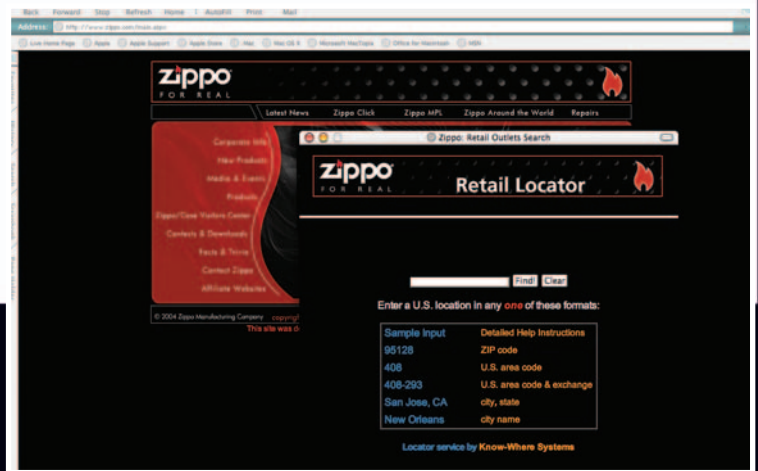 Back Forward Stop Refresh Home AutoFill Print Mail
Address: http://www.zippo.com/main.aspx
Live Home Page Apple Apple Support Apple Store .Mac Mac OS X Microsoft MacTopia Office for Macintosh MSN
zippo
FOR REAL
Latest News Zippo Click Zippo MPL Zippo Around the World Repairs
Corporate Info
New Products
Media & Events
Products
Zippo/Case Visitors Center
Contests & Downloads
Facts & Trivia
Contact Zippo
Affiliate Websites
© 2004 Zippo Manufacturing Company copyrig
This site was d
Zippo: Retail Outlets Search
zippo
FOR REAL
Retail Locator
Find! Clear
Enter a U.S. location in any one of these formats:
Sample Input Detailed Help Instructions
95128 ZIP code
408 U.S. area code
408-293 U.S. area code & exchange
San Jose, CA city, state
New Orleans city name
Locator service by Know-Where Systems